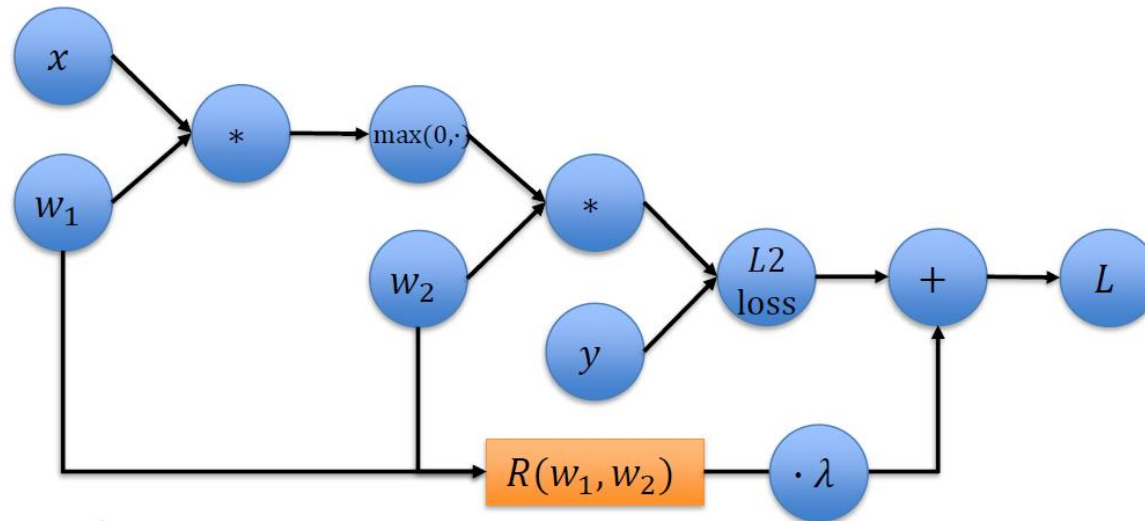 x
*
max(0,·)
w₁
*
w₂
L2
loss
+
L
y
R(w₁, w₂)
· λ